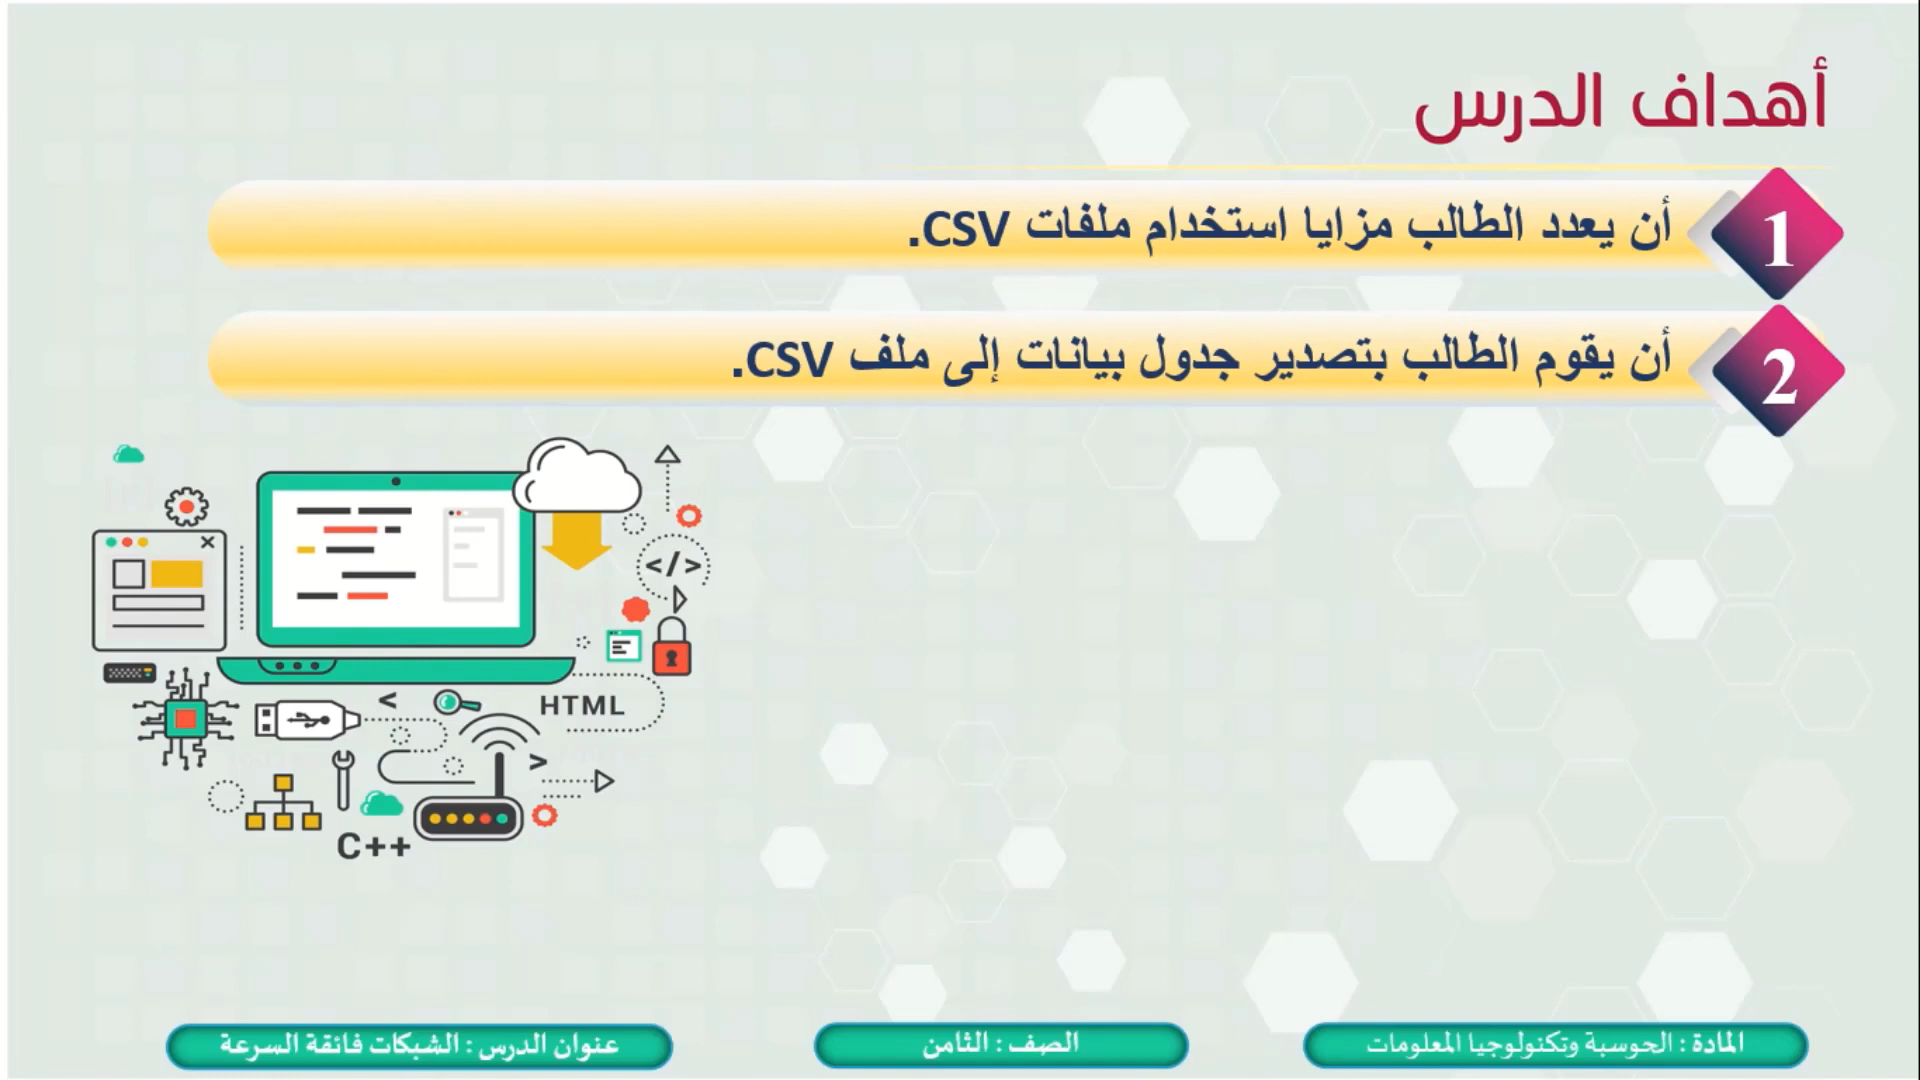 أهداف الدرس
1
أن يعدد الطالب مزايا استخدام ملفات CSV.
2
أن يقوم الطالب بتصدير جدول بيانات إلى ملف CSV.
</>
<
HTML
>
C++
المادة : الحوسبة وتكنولوجيا المعلومات
الصف : الثامن
عنوان الدرس : الشبكات فائقة السرعة